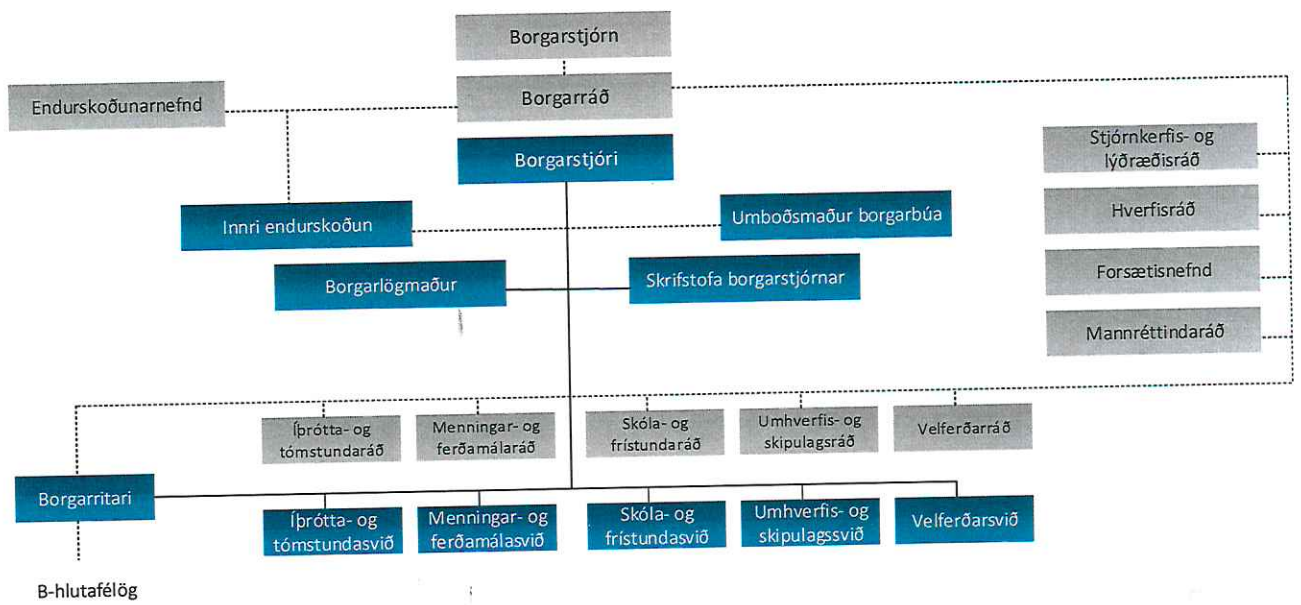 Borgarstjórn
Borgarráð
Endurskoðunarnefnd
Borgarstjóri
Stjórnkerfis- og
lýðræðisráð
Innri endurskoðun
Umboðsmaður borgarbúa
Hverfisráð
Borgarlögmaður
Skrifstofa borgarstjórnar
Forsætisnefnd
Mannréttindaráð
Íþrótta- og
tómstundaráð
Menningar- og
ferðamálaráð
Skóla- og
frístundaráð
Umhverfis- og
skipulagsráð
Velferðarráð
Borgarritari
Íþrótta- og
tómstundasvið
Menningar- og
ferðamálasvið
Skóla- og
frístundasvið
Umhverfis- og
skipulagssvið
Velferðarsvið
B-hlutafélög